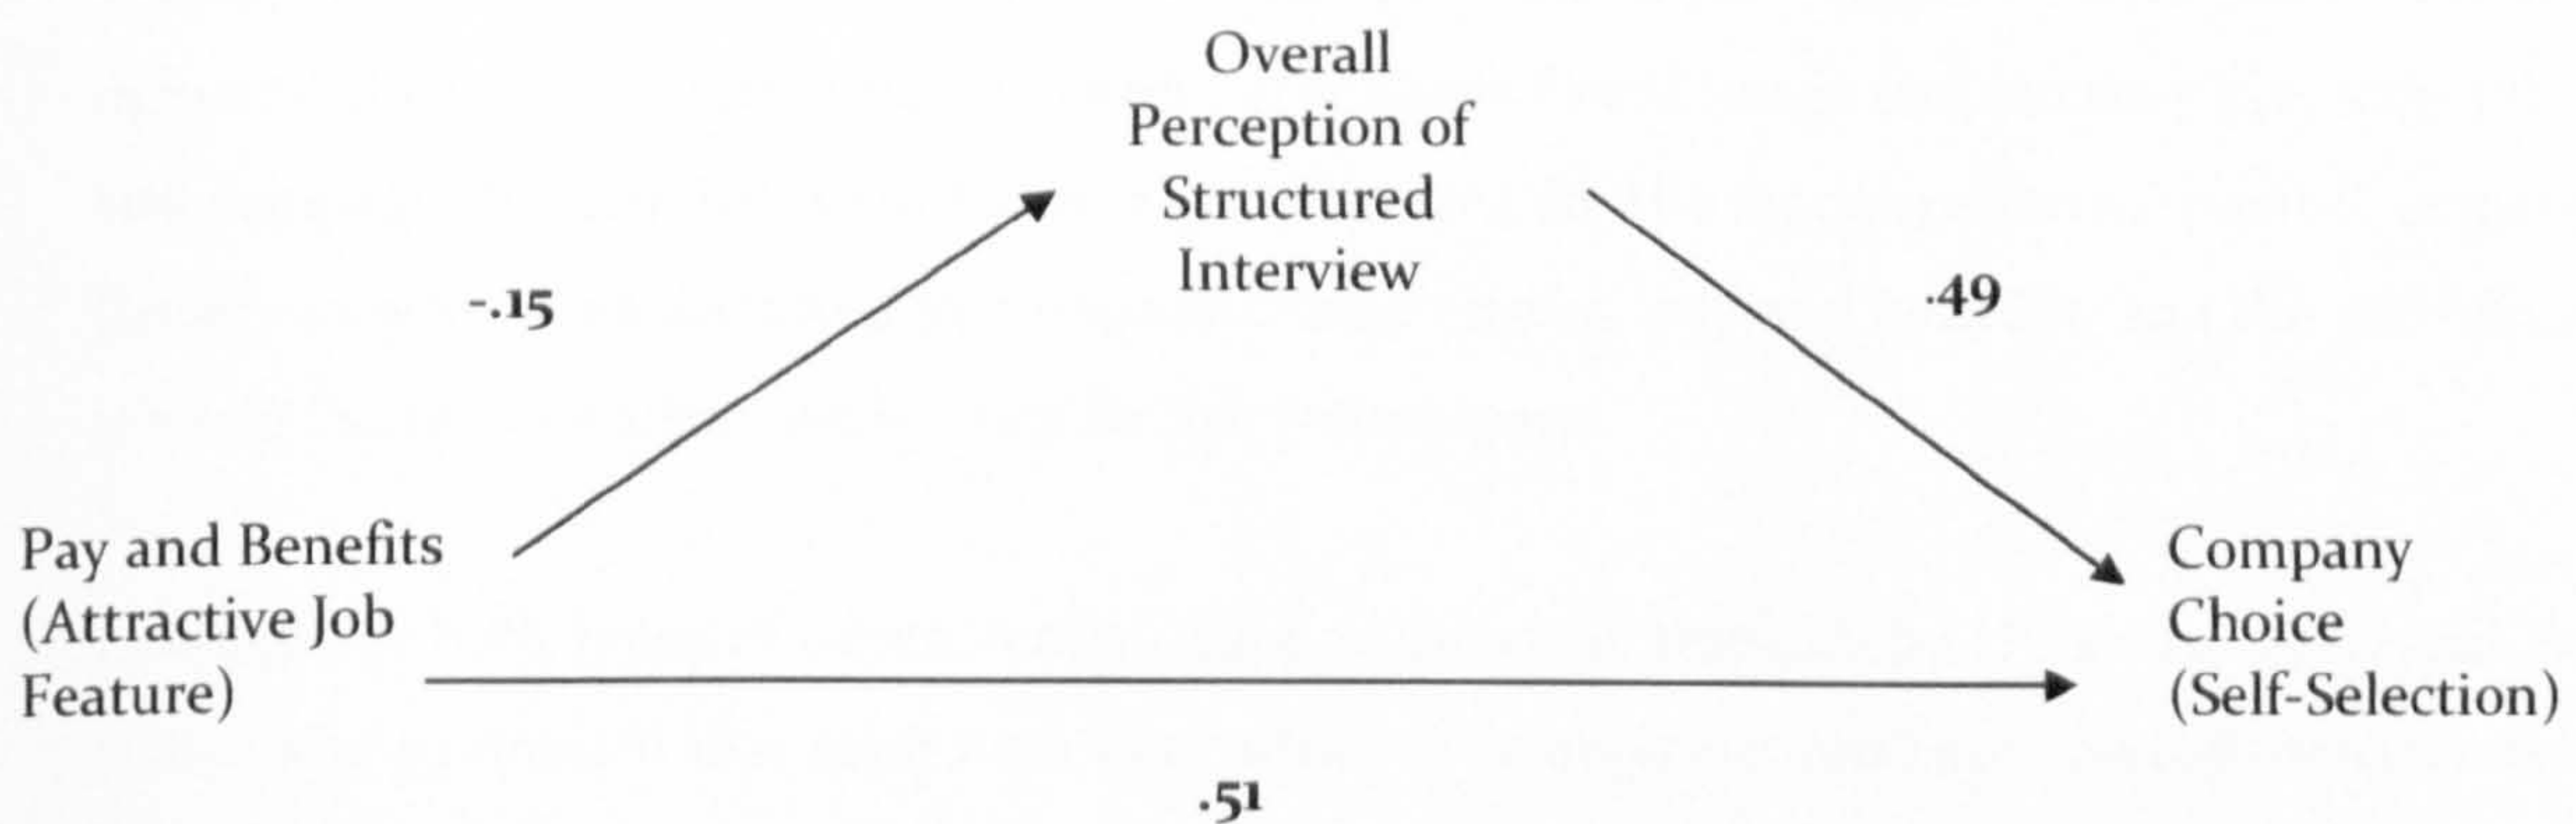 Overall
Perception of
Structured
Interview
-.15
.49
Pay and Benefits
(Attractive Job
Feature)
Company
Choice
(Self-Selection)
.51